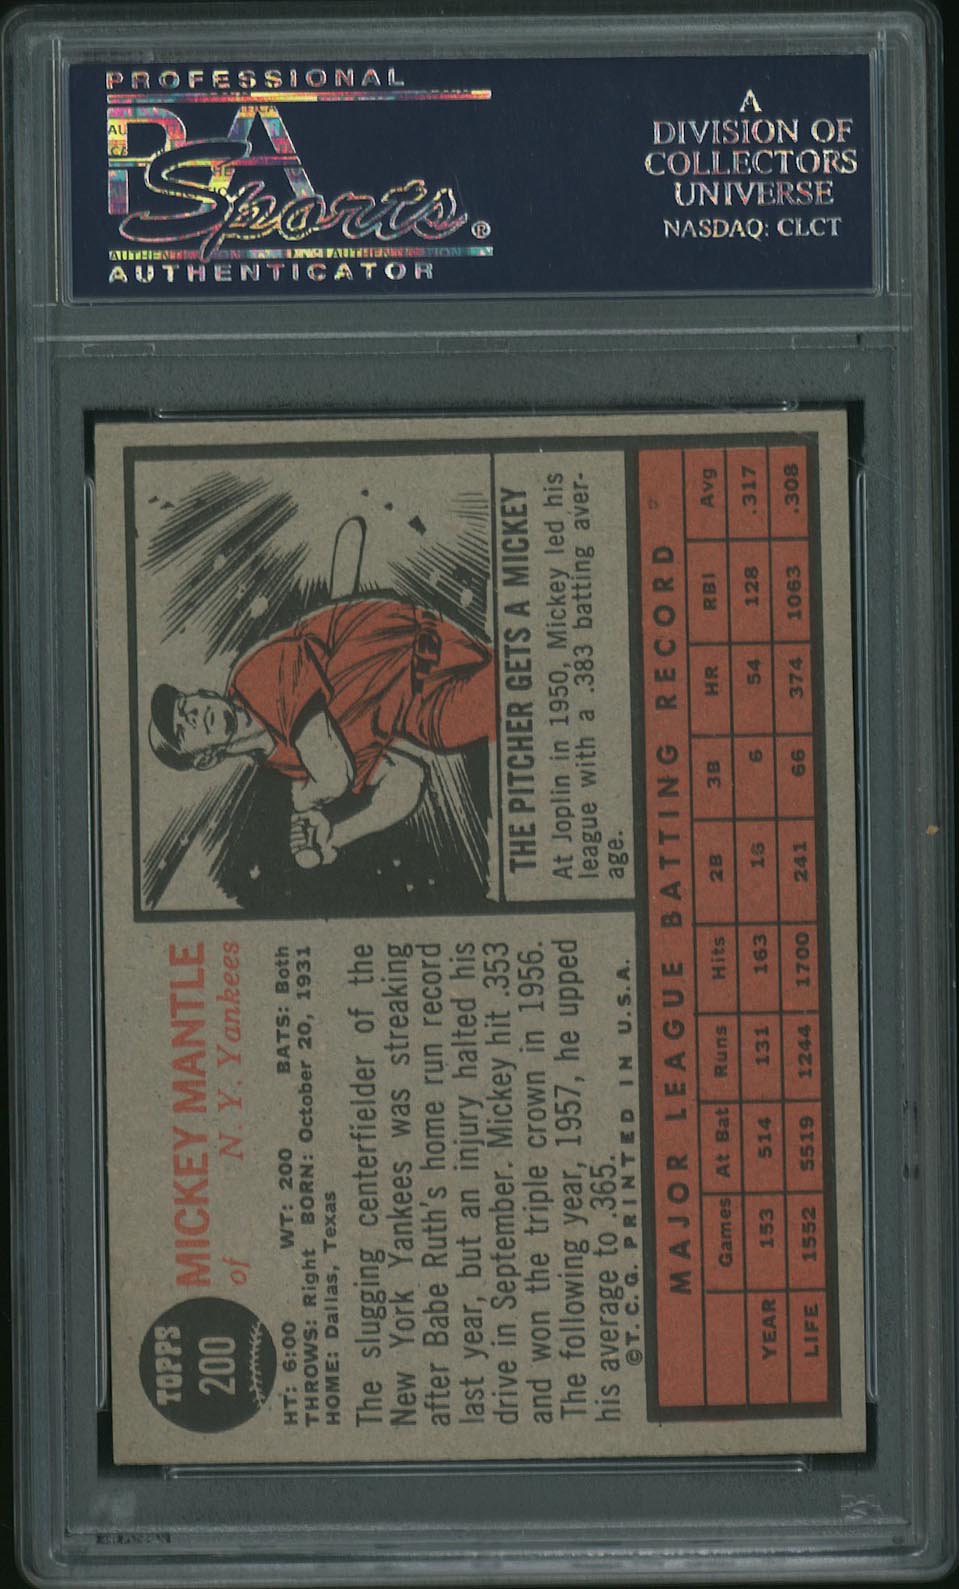 PROFESSIONAL
PSA
Sports®
AUTHENTICATOR
A
DIVISION OF
COLLECTORS
UNIVERSE
NASDAQ: CLCT
TOPPS
200
MICKEY MANTLE
of N. Y. Yankees
HT: 6:00 WT: 200 BATS: Both
THROWS: Right BORN: October 20, 1931
HOME: Dallas, Texas
The slugging centerfielder of the
New York Yankees was streaking
after Babe Ruth's home run record
last year, but an injury halted his
drive in September. Mickey hit .353
and won the triple crown in 1956.
The following year, 1957, he upped
his average to .365.
©T. C. G. PRINTED IN U.S.A.
THE PITCHER GETS A MICKEY
At Joplin in 1950, Mickey led his
league with a .383 batting aver-
age.
MAJOR LEAGUE BATTING RECORD
Games At Bat Runs Hits 2B 3B HR RBI Avg
YEAR 153 514 131 163 16 6 54 128 .317
LIFE 1552 5519 1244 1700 241 66 374 1063 .308